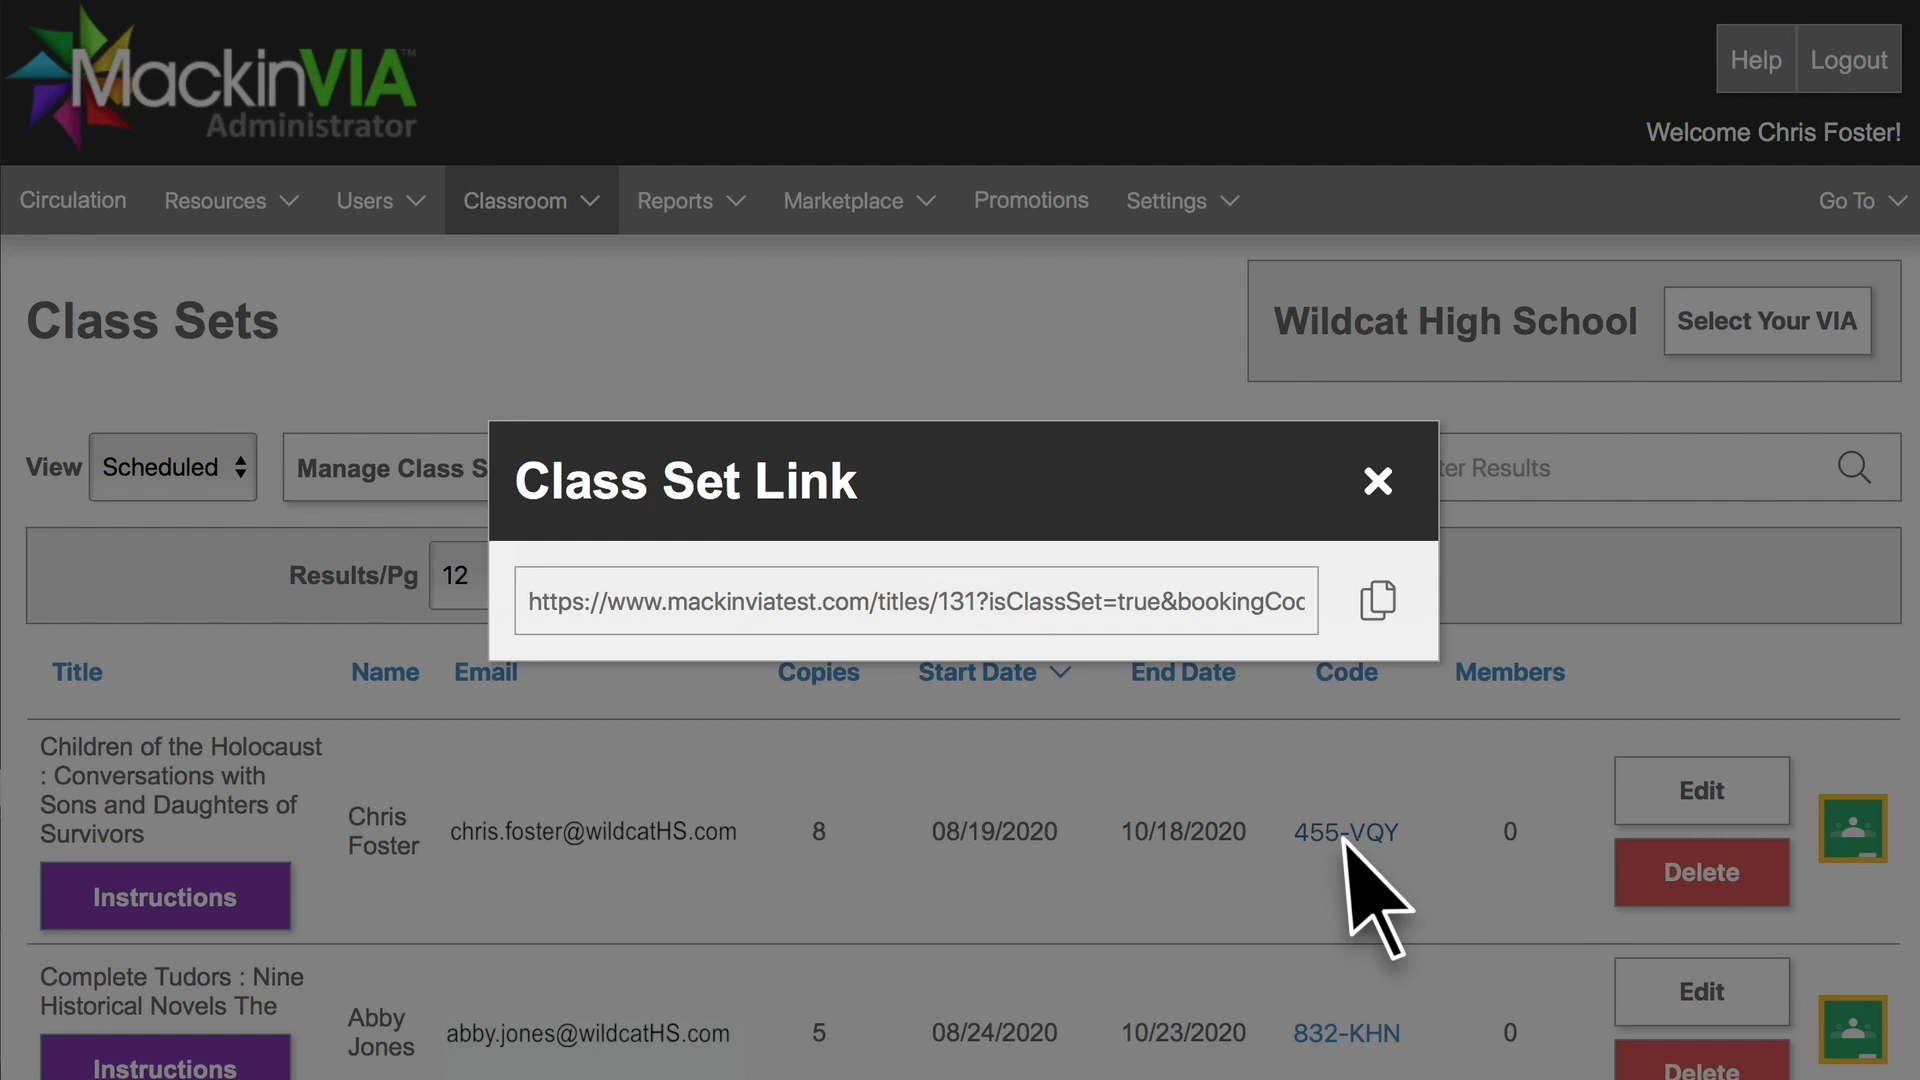 MackinVIA™
Administrator
Help
Logout
Welcome Chris Foster!
Circulation
Resources
Users
Classroom
Reports
Marketplace
Promotions
Settings
Go To
Class Sets
Wildcat High School
Select Your VIA
View
Scheduled
Manage Class S
ter Results
Class Set Link
https://www.mackinviatest.com/titles/131?isClassSet=true&bookingCod
Results/Pg
12
Title
Name
Email
Copies
Start Date
End Date
Code
Members
Children of the Holocaust
: Conversations with
Sons and Daughters of
Survivors
Instructions
Chris
Foster
chris.foster@wildcatHS.com
8
08/19/2020
10/18/2020
455-VQY
0
Edit
Delete
Complete Tudors : Nine
Historical Novels The
Instructions
Abby
Jones
abby.jones@wildcatHS.com
5
08/24/2020
10/23/2020
832-KHN
0
Edit
Delete